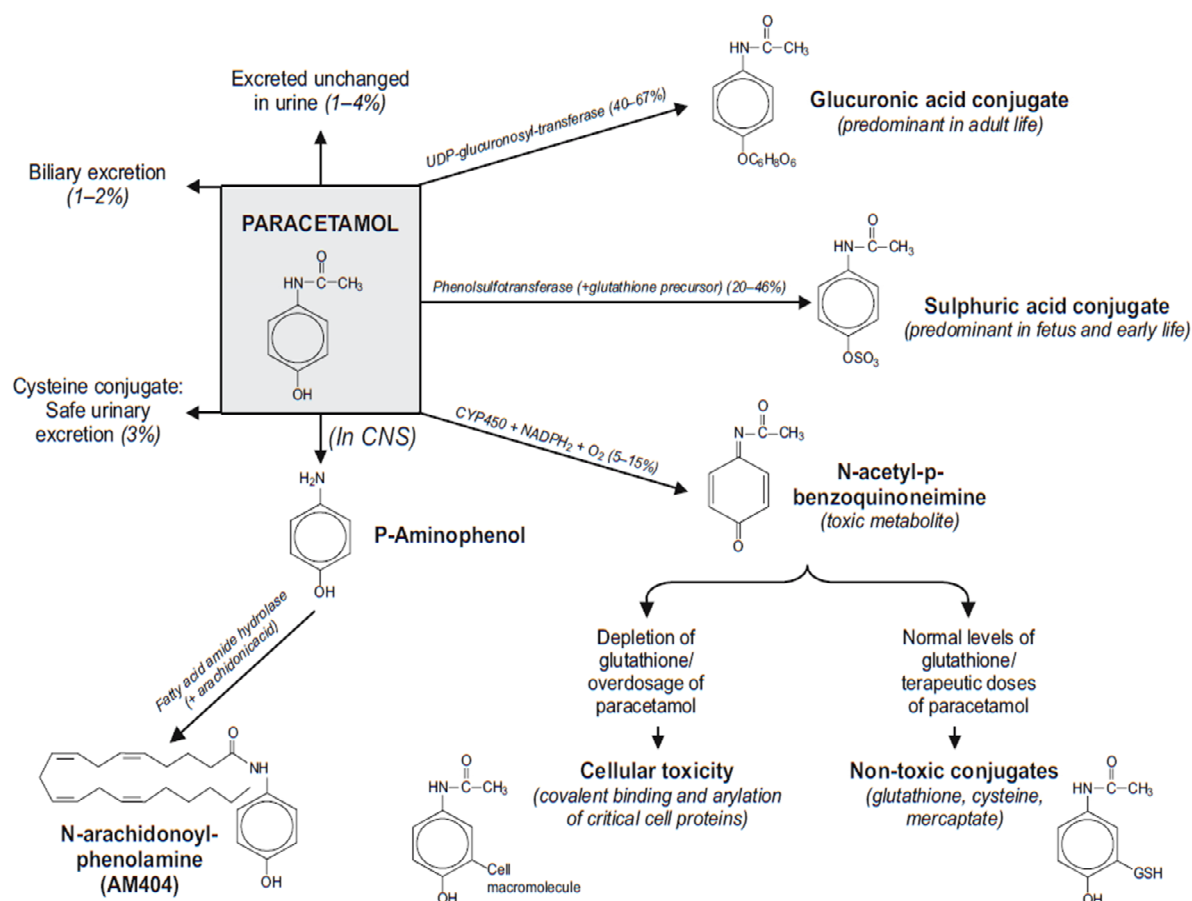 Excreted unchanged
in urine (1–4%)
Biliary excretion
(1–2%)
PARACETAMOL
O
HN–C–CH3
OH
Cysteine conjugate:
Safe urinary
excretion (3%)
(In CNS)
UDP-glucuronosyl-transferase (40–67%)
O
HN–C–CH3
OC6H8O6
Glucuronic acid conjugate
(predominant in adult life)
Phenolsulfotransferase (+glutathione precursor) (20–46%)
O
HN–C–CH3
OSO3
Sulphuric acid conjugate
(predominant in fetus and early life)
CYP450 + NADPH2 + O2 (5–15%)
O
N–C–CH3
O
N-acetyl-p-
benzoquinoneimine
(toxic metabolite)
H2N
OH
P-Aminophenol
Fatty acid amide hydrolase
(+ arachidonicacid)
O
NH
OH
N-arachidonoyl-
phenolamine
(AM404)
Depletion of
glutathione/
overdosage of
paracetamol
Cellular toxicity
(covalent binding and arylation
of critical cell proteins)
O
HN–C–CH3
Cell
macromolecule
OH
Normal levels of
glutathione/
terapeutic doses
of paracetamol
Non-toxic conjugates
(glutathione, cysteine,
mercaptate)
O
HN–C–CH3
GSH
OH